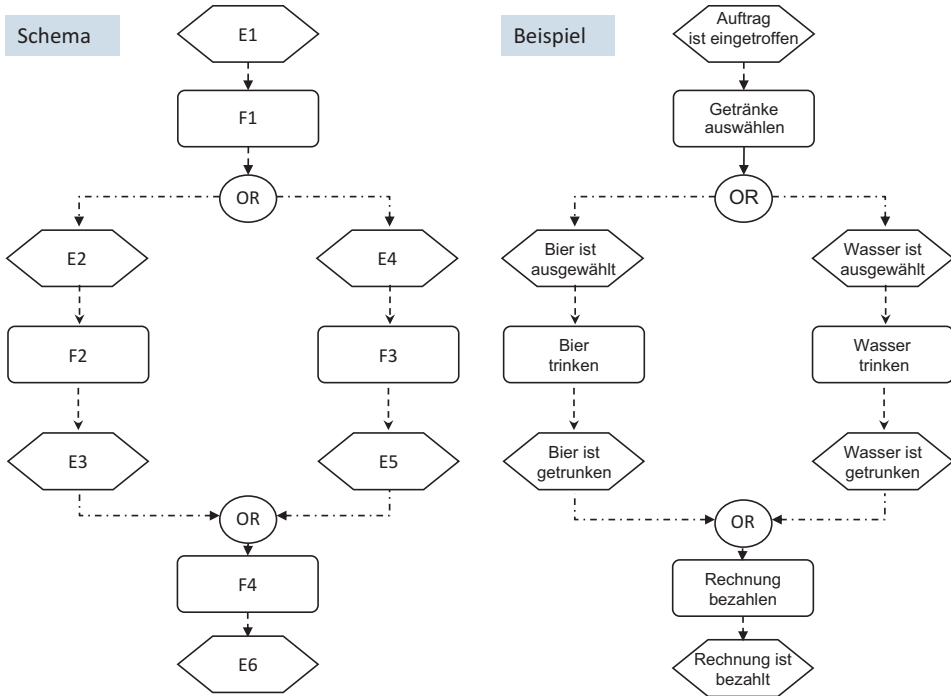 Schema
E1
F1
OR
E2
E4
F2
F3
E3
E5
OR
F4
E6
Beispiel
Auftrag
ist eingetroffen
Getränke
auswählen
OR
Bier ist
ausgewählt
Wasser ist
ausgewählt
Bier
trinken
Wasser
trinken
Bier ist
getrunken
Wasser ist
getrunken
OR
Rechnung
bezahlen
Rechnung ist
bezahlt